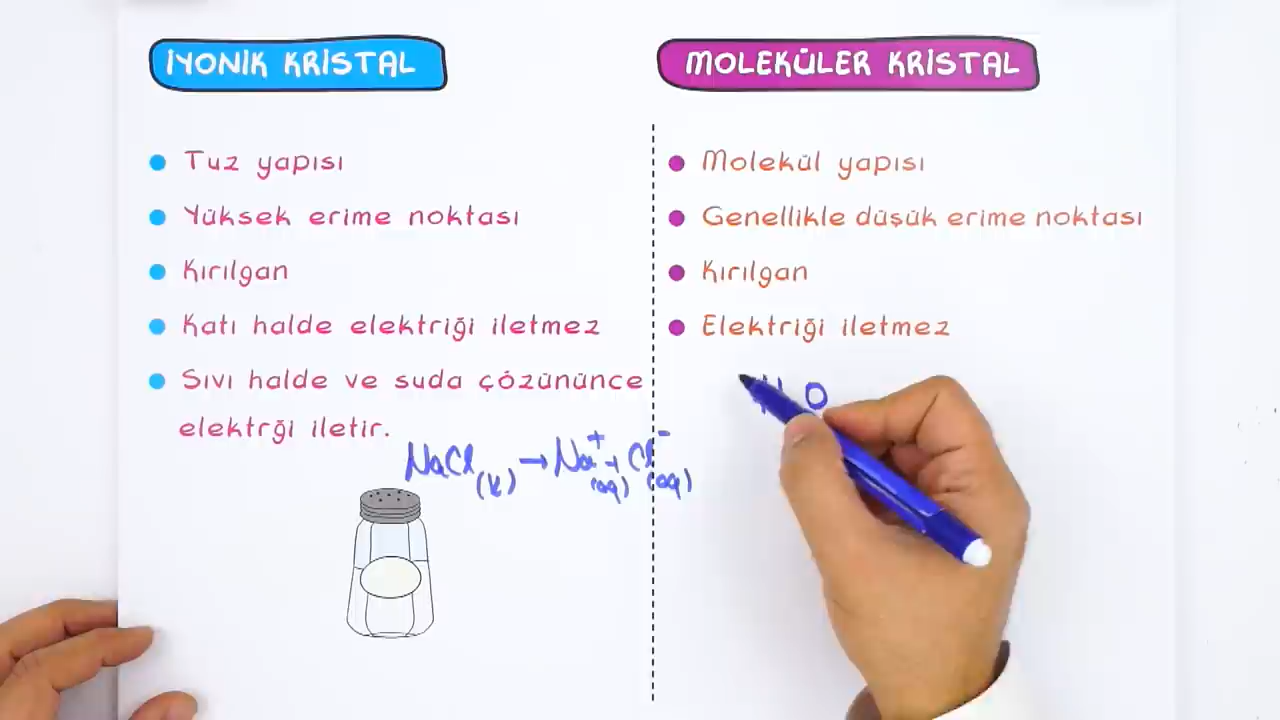 İYONİK KRİSTAL
Tuz yapısı
Yüksek erime noktası
Kırılgan
Katı halde elektriği iletmez
Sıvı halde ve suda çözününce
elektrği iletir.
NaCl(k) → Na+(aq) + Cl-(aq)
MOLEKÜLER KRİSTAL
Molekül yapısı
Genellikle düşük erime noktası
Kırılgan
Elektriği iletmez